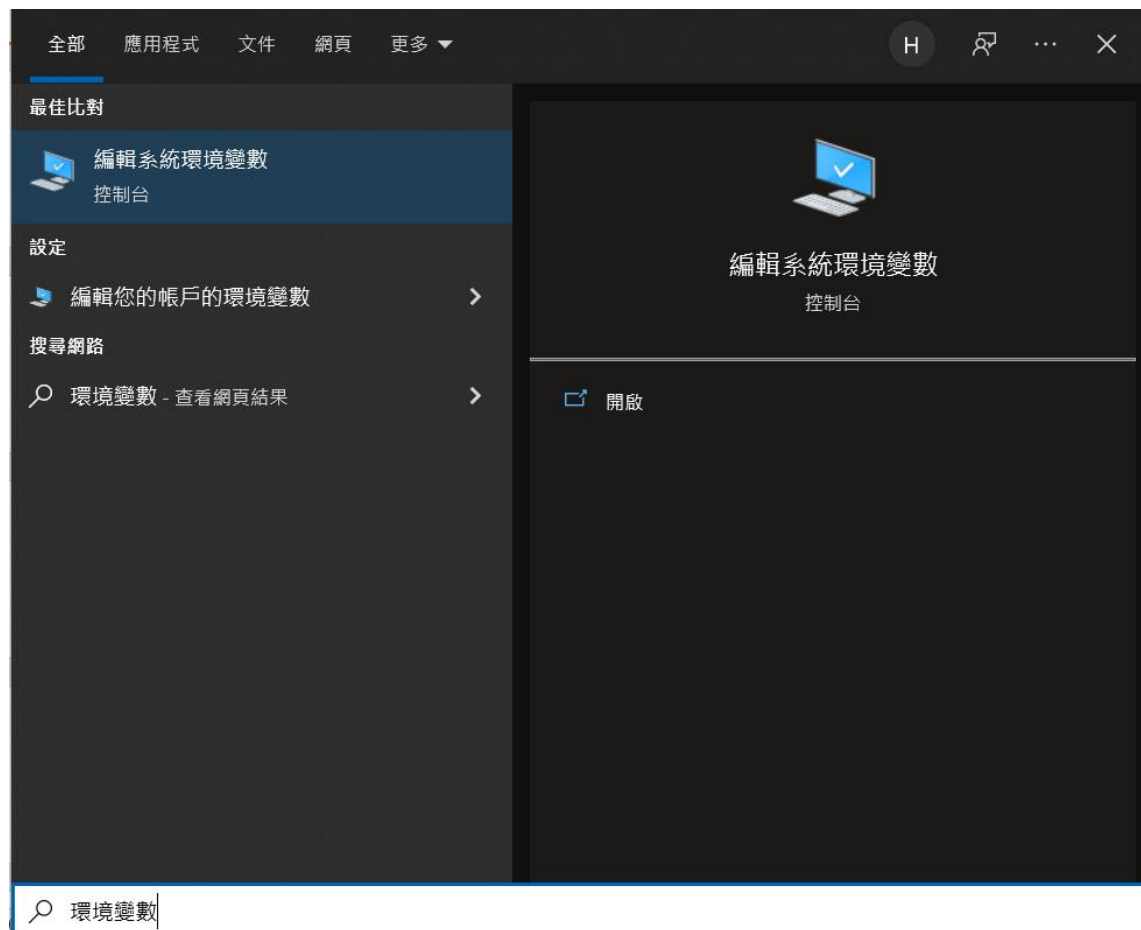 全部 應用程式 文件 網頁 更多 H
最佳比對
編輯系統環境變數
控制台
設定
編輯您的帳戶的環境變數
搜尋網路
環境變數 - 查看網頁結果
編輯系統環境變數
控制台
開啟
環境變數